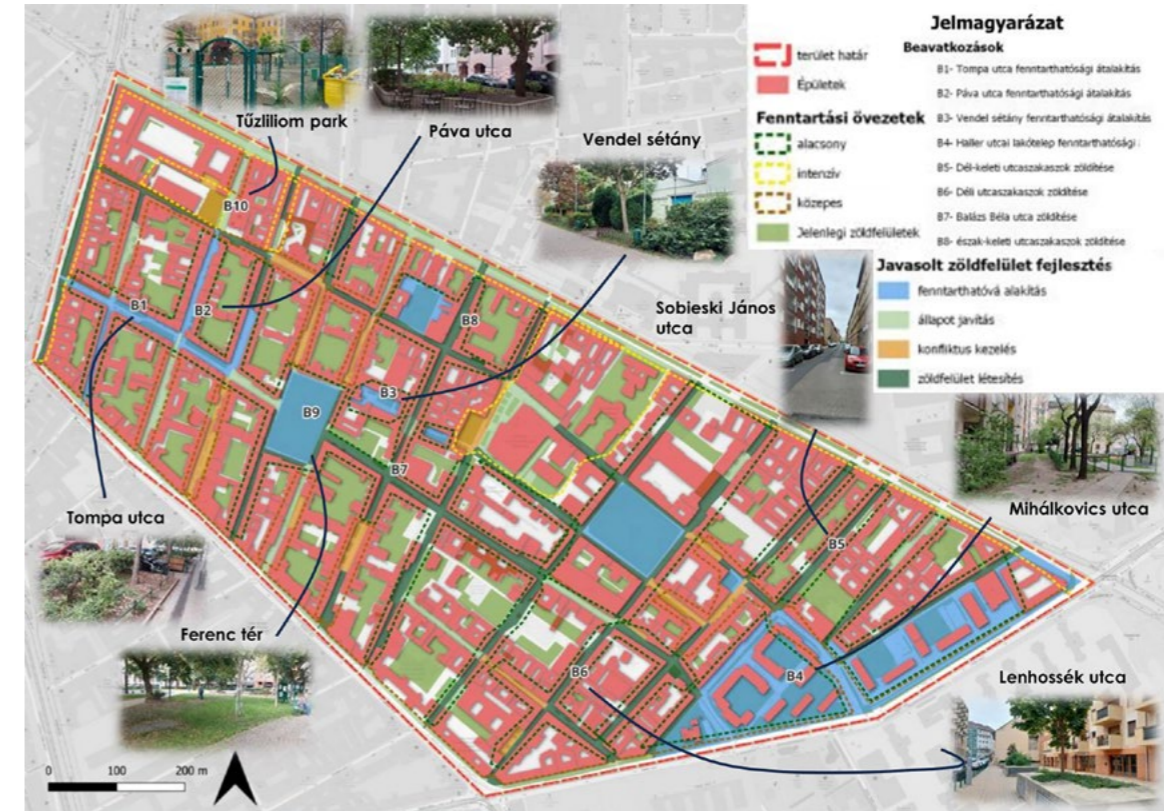 Jelmagyarázat
terület határ
Épületek
Fenntartási övezetek
alacsony
intenzív
közepes
Jelenlegi zöldfelületek
Beavatkozások
B1- Tompa utca fenntarthatósági átalakítás
B2- Páva utca fenntarthatósági átalakítás
B3- Vendel sétány fenntarthatósági átalakítás
B4- Haller utcai lakótelep fenntarthatósági
B5- Dél-keleti utcaszakaszok zöldítése
B6- Déli utcaszakaszok zöldítése
B7- Balázs Béla utca zöldítése
B8- észak-keleti utcaszakaszok zöldítése
Javasolt zöldfelület fejlesztés
fenntarthatóvá alakítás
állapot javítás
konfliktus kezelés
zöldfelület létesítés
Tűzliliom park
Páva utca
Vendel sétány
Sobieski János
utca
Mihálkovics utca
Lenhossék utca
Tompa utca
Ferenc tér
B10
B1
B2
B8
B3
B9
B7
B5
B6
B4
0 100 200 m